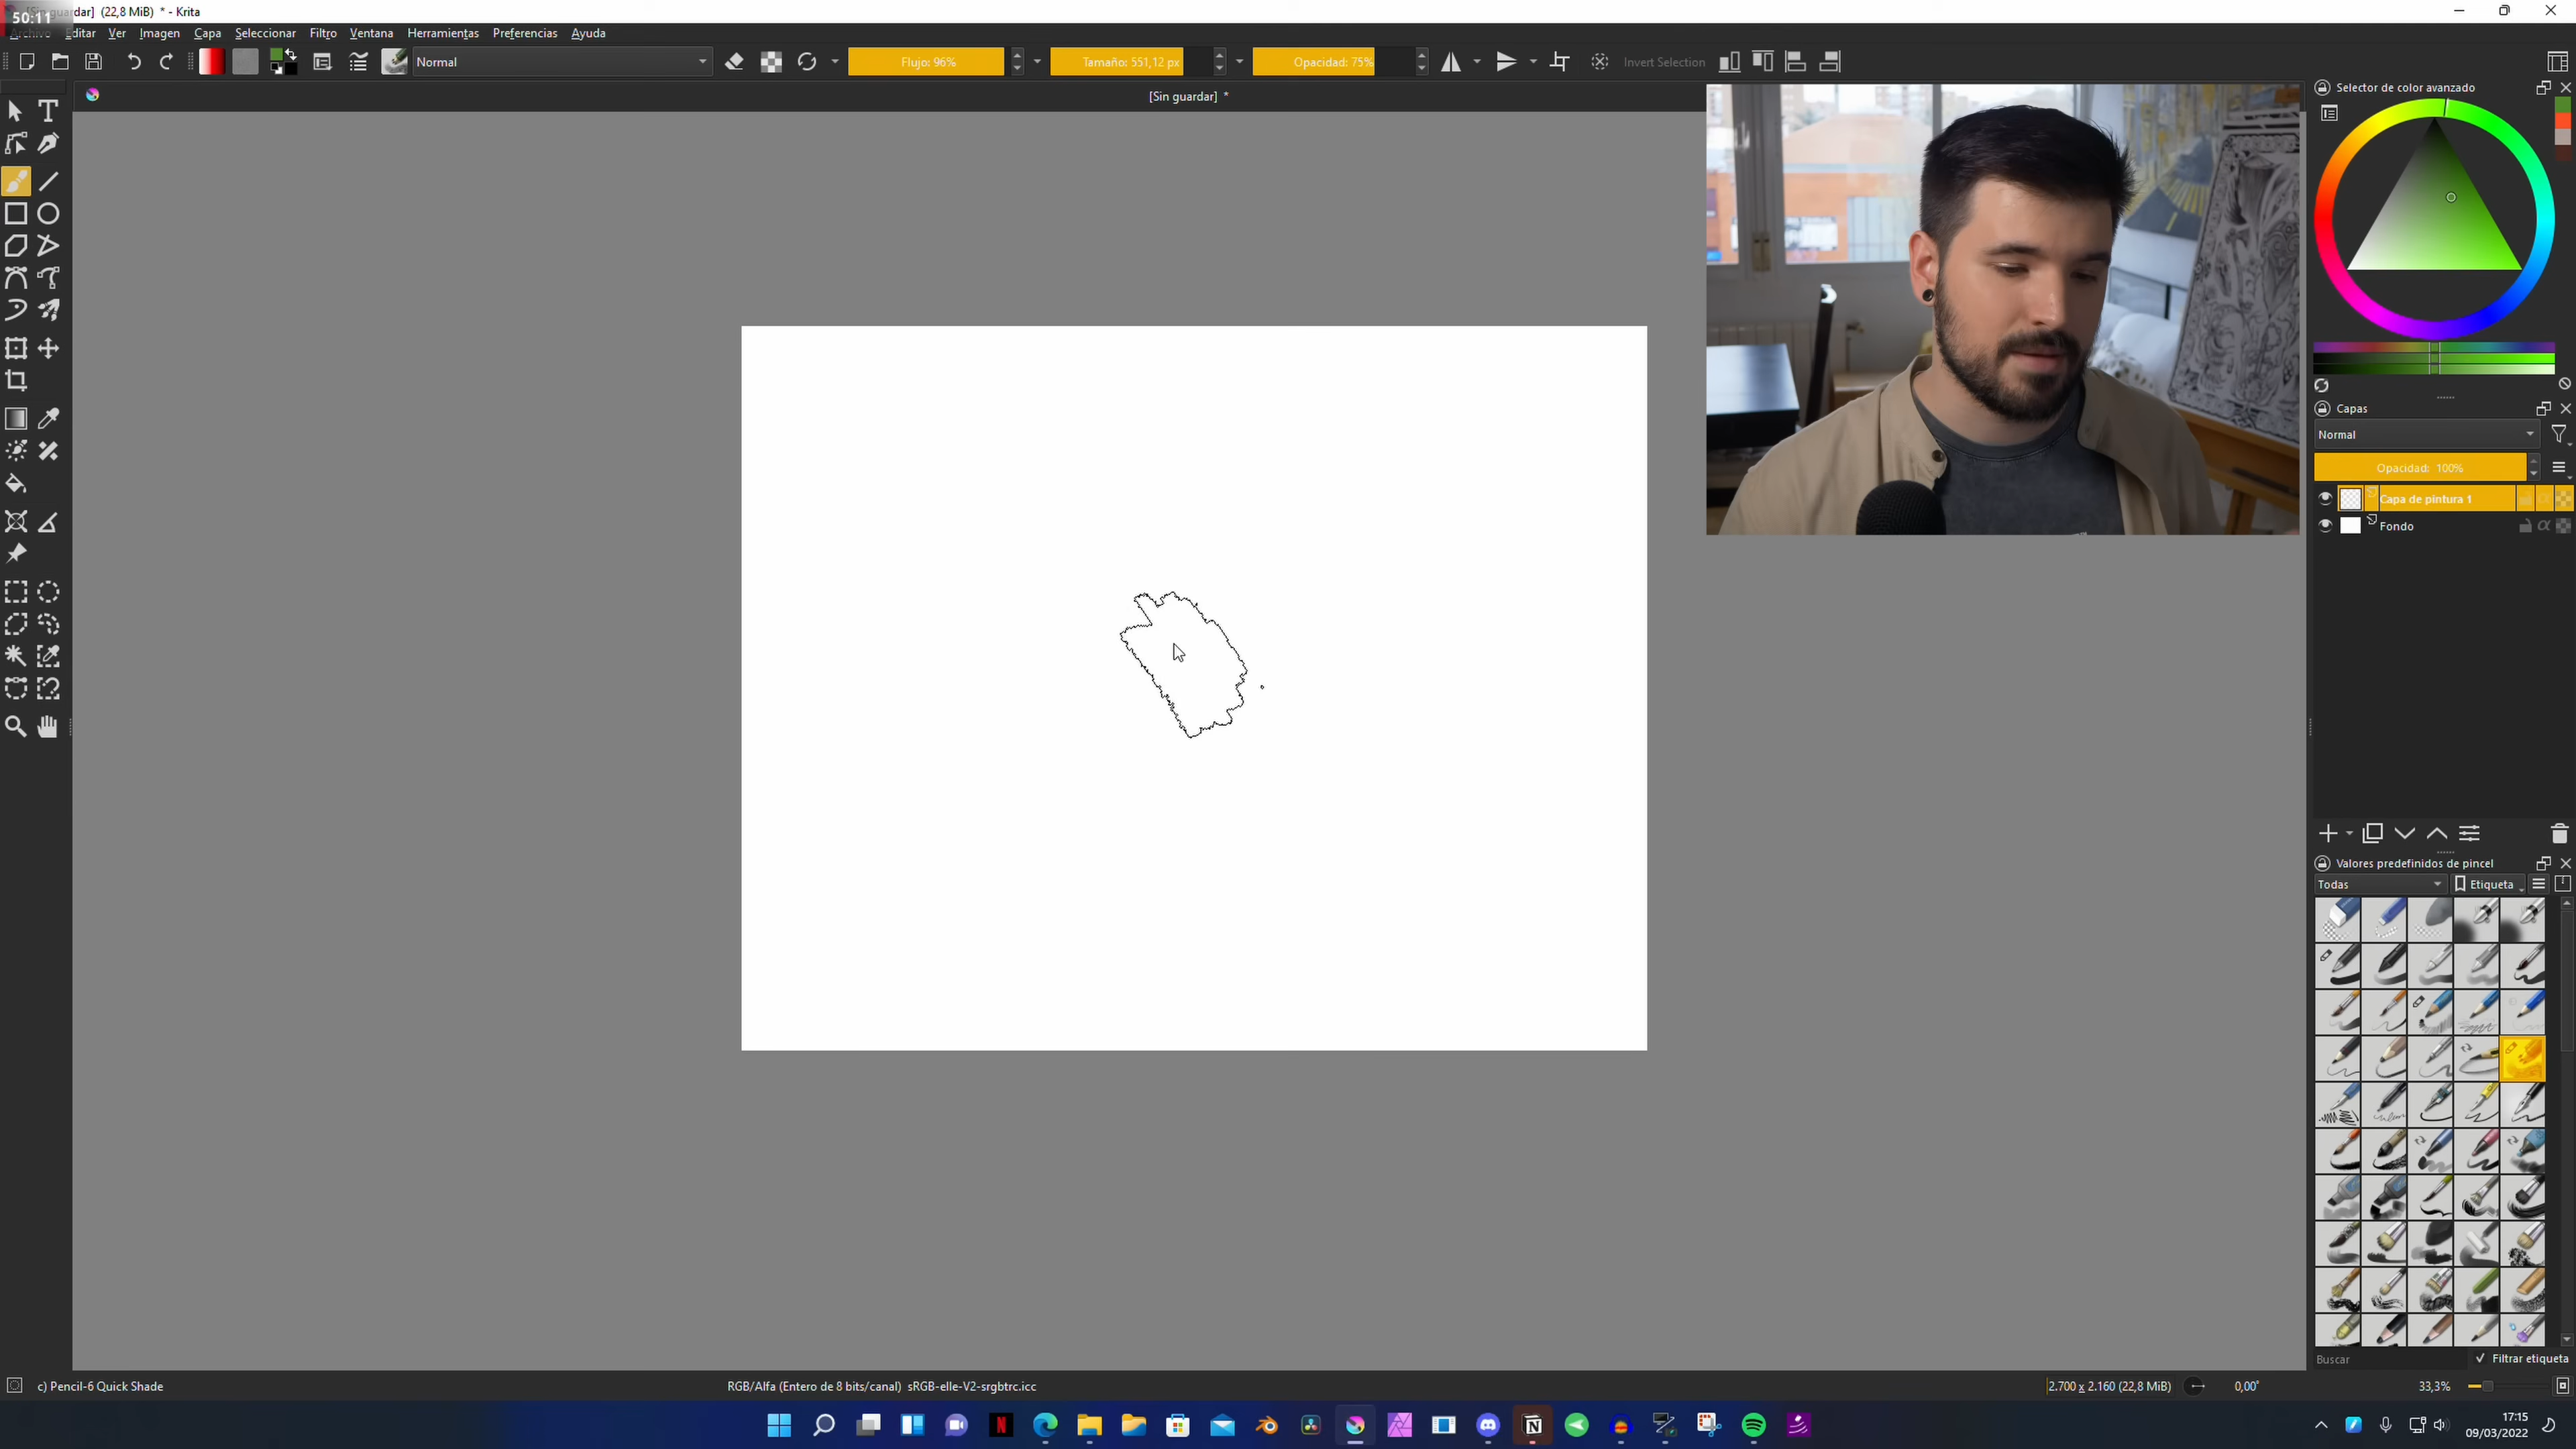 50:11
[Sin guardar] (22,8 MiB) * - Krita
Archivo Editar Ver Imagen Capa Seleccionar Filtro Ventana Herramientas Preferencias Ayuda
Normal Flujo: 96% Tamaño: 551,12 px Opacidad: 75% Invert Selection
[Sin guardar] *
Selector de color avanzado
Capas
Normal
Opacidad: 100%
Capa de pintura 1
Fondo
Valores predefinidos de pincel
Todas Etiqueta
Buscar Filtrar etiqueta
c) Pencil-6 Quick Shade RGB/Alfa (Entero de 8 bits/canal) sRGB-elle-V2-srgbtrc.icc 2.700 x 2.160 (22,8 MiB) 0,00° 33,3%
17:15
09/03/2022